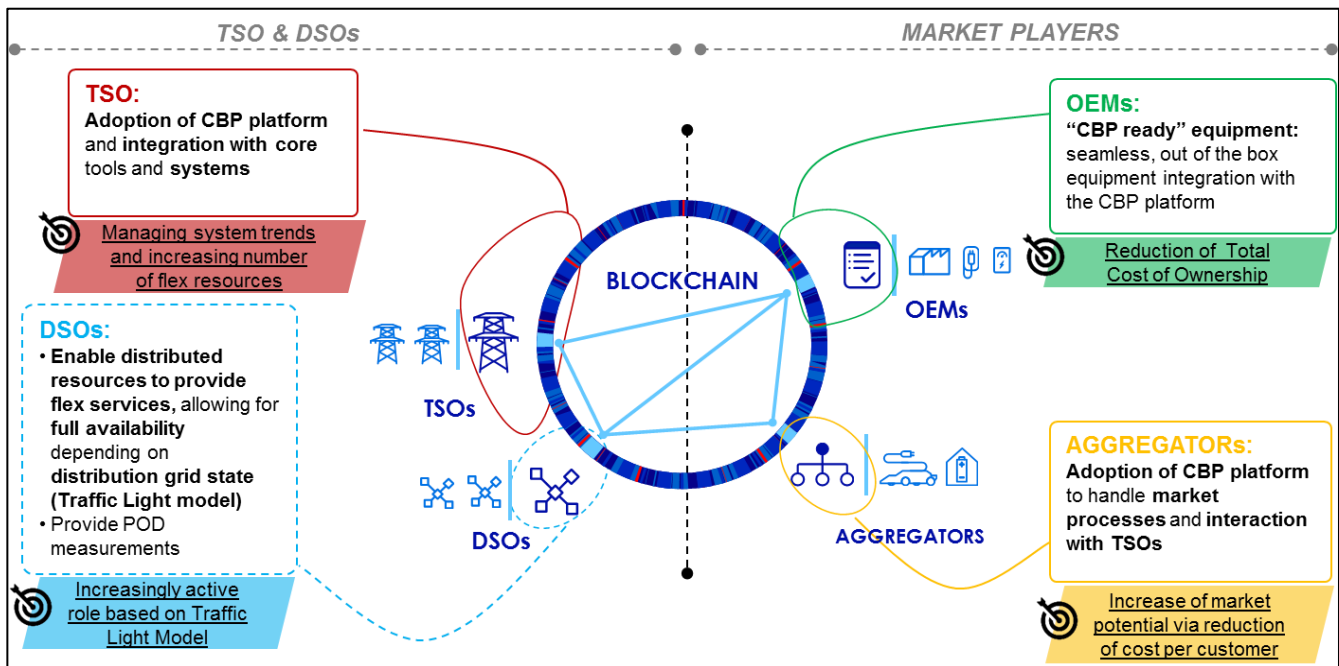 TSO & DSOs
MARKET PLAYERS
TSO:
Adoption of CBP platform
and integration with core
tools and systems
Managing system trends
and increasing number
of flex resources
DSOs:
• Enable distributed
resources to provide
flex services, allowing for
full availability
depending on
distribution grid state
(Traffic Light model)
• Provide POD
measurements
Increasingly active
role based on Traffic
Light Model
BLOCKCHAIN
TSOs
DSOs
OEMs
AGGREGATORS
OEMs:
“CBP ready” equipment:
seamless, out of the box
equipment integration with
the CBP platform
Reduction of Total
Cost of Ownership
AGGREGATORs:
Adoption of CBP platform
to handle market
processes and interaction
with TSOs
Increase of market
potential via reduction
of cost per customer